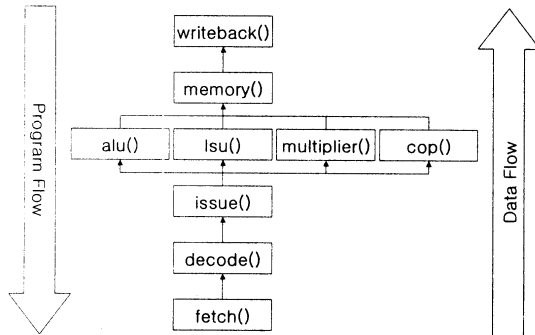 writeback()
memory()
alu() lsu() multiplier() cop()
issue()
decode()
fetch()
Program Flow
Data Flow